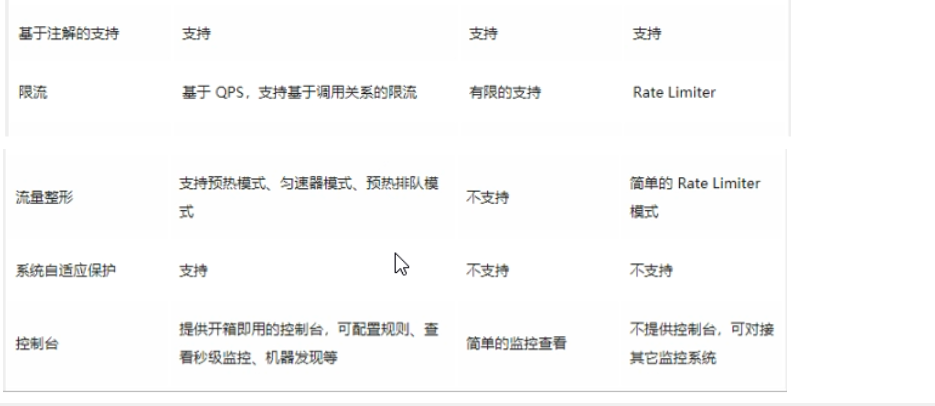 基于注解的支持 支持 支持 支持
限流 基于 QPS，支持基于调用关系的限流 有限的支持 Rate Limiter
流量整形 支持预热模式、匀速器模式、预热排队模
式 不支持 简单的 Rate Limiter
模式
系统自适应保护 支持 不支持 不支持
控制台 提供开箱即用的控制台，可配置规则、查
看秒级监控、机器发现等 简单的监控查看 不提供控制台，可对接
其它监控系统